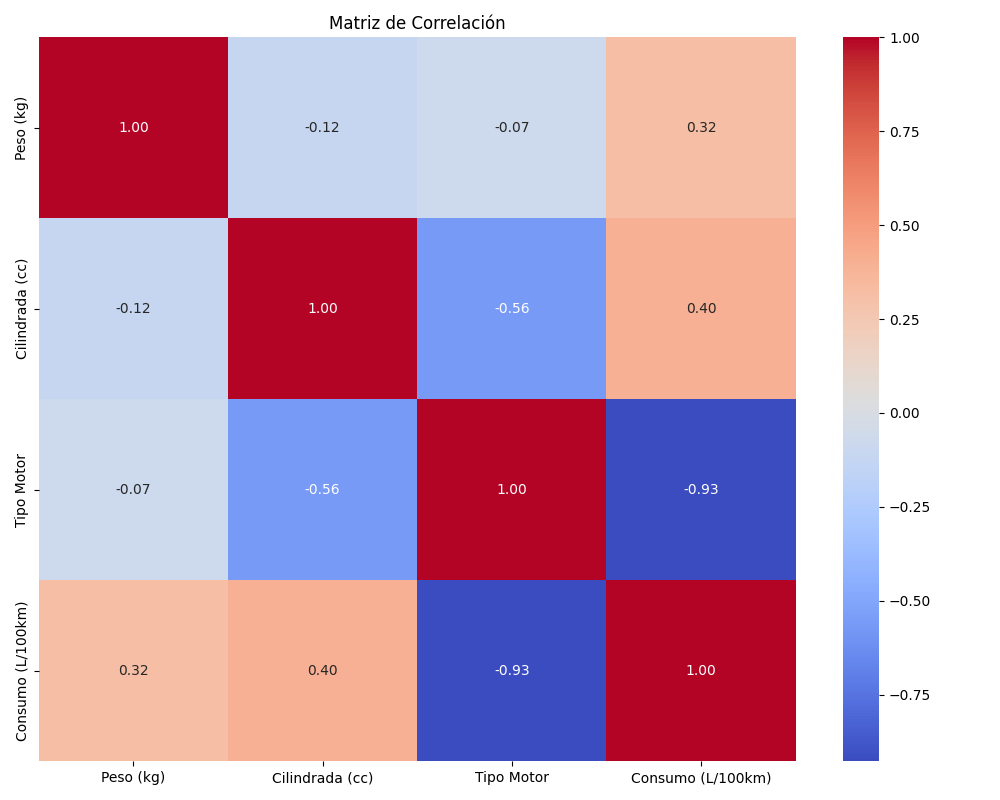 Matriz de Correlación
Peso (kg)
1.00
-0.12
-0.07
0.32
Cilindrada (cc)
-0.12
1.00
-0.56
0.40
Tipo Motor
-0.07
-0.56
1.00
-0.93
Consumo (L/100km)
0.32
0.40
-0.93
1.00
Peso (kg)
Cilindrada (cc)
Tipo Motor
Consumo (L/100km)
1.00
0.75
0.50
0.25
0.00
−0.25
−0.50
−0.75